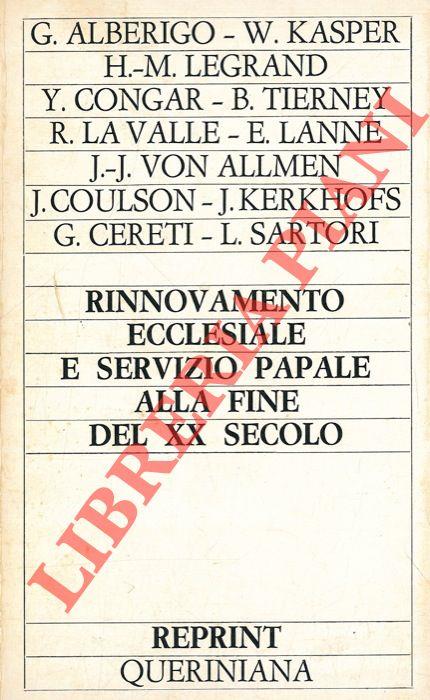 G. ALBERIGO - W. KASPER
H.-M. LEGRAND
Y. CONGAR - B. TIERNEY
R. LA VALLE - E. LANNE
J.-J. VON ALLMEN
J. COULSON - J. KERKHOFS
G. CERETI - L. SARTORI
RINNOVAMENTO
ECCLESIALE
E SERVIZIO PAPALE
ALLA FINE
DEL XX SECOLO
LIBRERIA PIANI
REPRINT
QUERINIANA